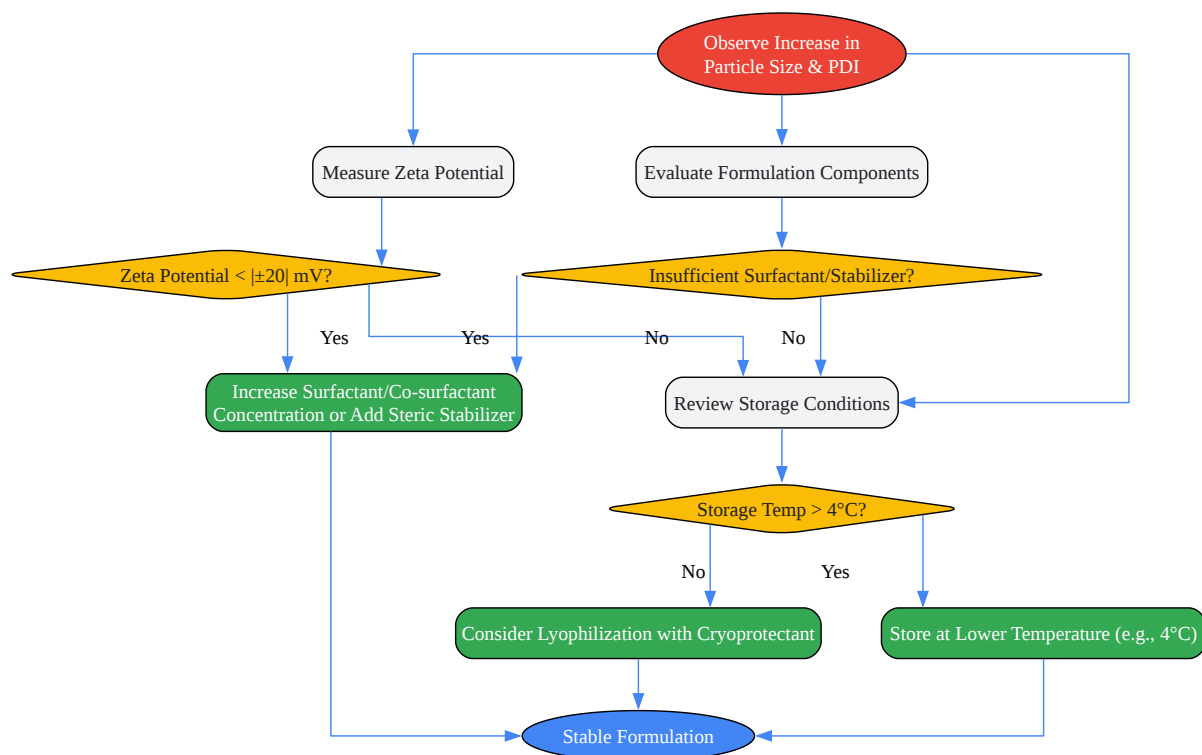 Observe Increase in
Particle Size & PDI
Measure Zeta Potential
Evaluate Formulation Components
Zeta Potential < |±20| mV?
Insufficient Surfactant/Stabilizer?
Yes
Yes
No
No
Increase Surfactant/Co-surfactant
Concentration or Add Steric Stabilizer
Review Storage Conditions
Storage Temp > 4°C?
No
Yes
Consider Lyophilization with Cryoprotectant
Store at Lower Temperature (e.g., 4°C)
Stable Formulation